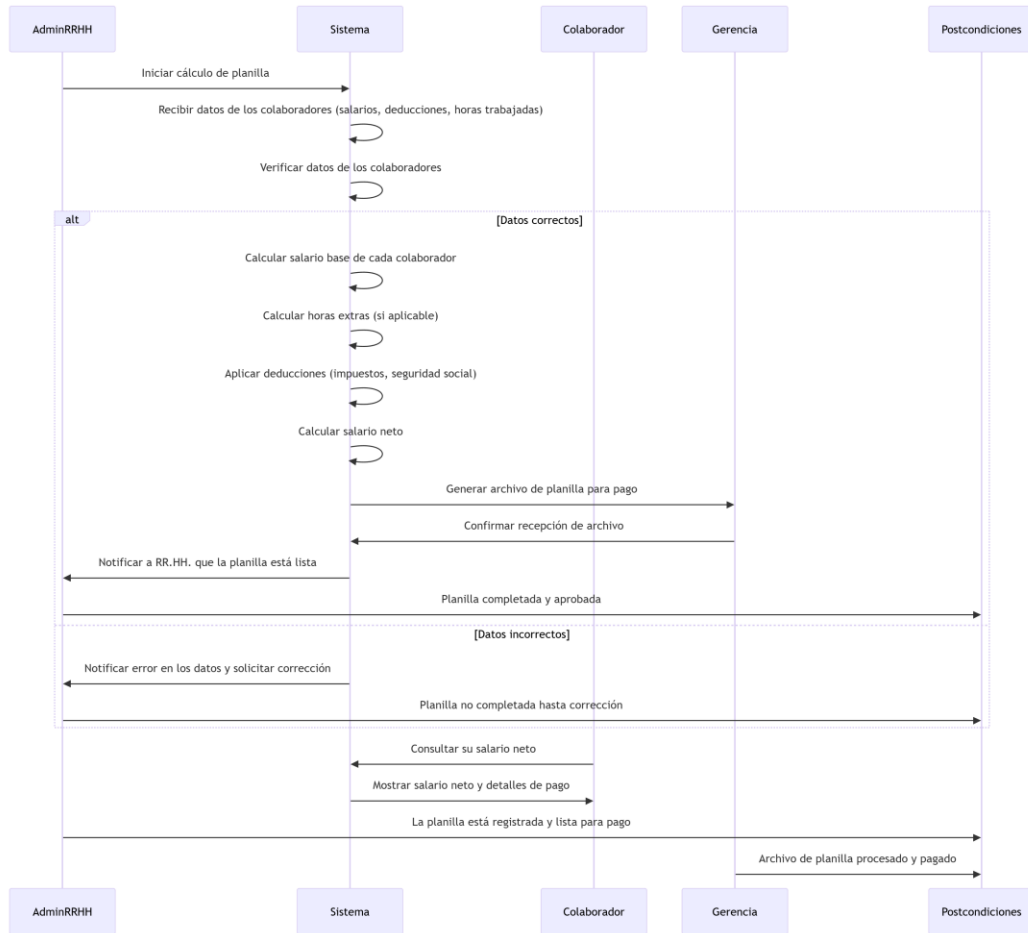 AdminRRHH
Sistema
Colaborador
Gerencia
Postcondiciones
Iniciar cálculo de planilla
Recibir datos de los colaboradores (salarios, deducciones, horas trabajadas)
Verificar datos de los colaboradores
alt
[Datos correctos]
Calcular salario base de cada colaborador
Calcular horas extras (si aplicable)
Aplicar deducciones (impuestos, seguridad social)
Calcular salario neto
Generar archivo de planilla para pago
Confirmar recepción de archivo
Notificar a RR.HH. que la planilla está lista
Planilla completada y aprobada
[Datos incorrectos]
Notificar error en los datos y solicitar corrección
Planilla no completada hasta corrección
Consultar su salario neto
Mostrar salario neto y detalles de pago
La planilla está registrada y lista para pago
Archivo de planilla procesado y pagado
AdminRRHH
Sistema
Colaborador
Gerencia
Postcondiciones